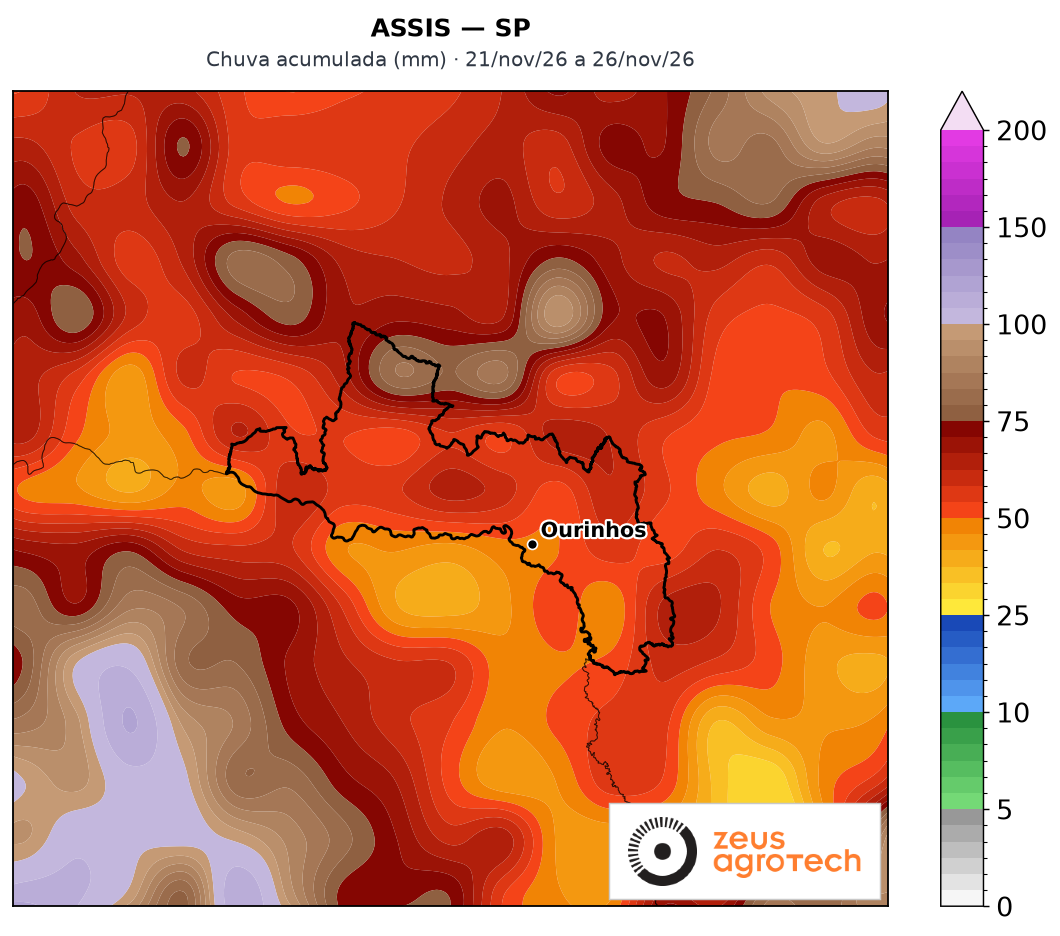 ASSIS — SP
Chuva acumulada (mm) · 21/nov/26 a 26/nov/26
200
150
100
75
50
25
10
5
0
Ourinhos
zeus
agrotech